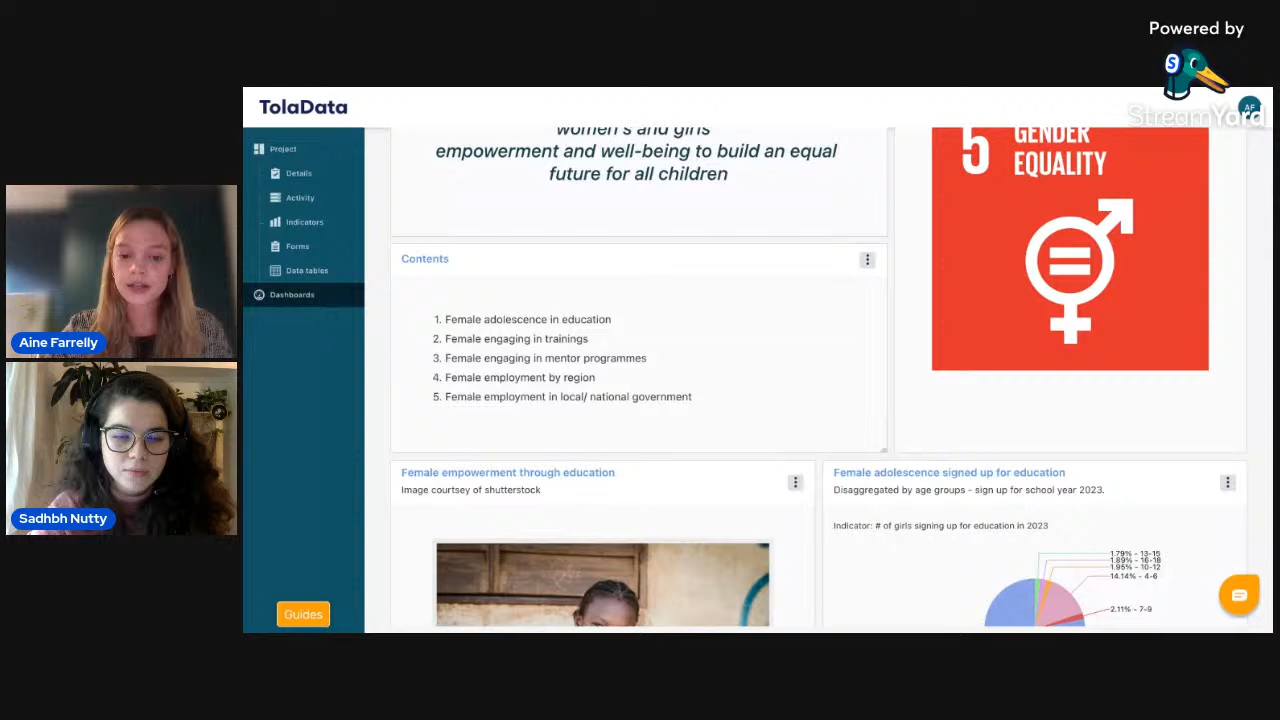 Powered by
S
StreamYard
TolaData
AF
Project
Details
Activity
Indicators
Forms
Data tables
Dashboards
Guides
women's and girls
empowerment and well-being to build an equal
future for all children
5 GENDER
EQUALITY
Contents
1. Female adolescence in education
2. Female engaging in trainings
3. Female engaging in mentor programmes
4. Female employment by region
5. Female employment in local/ national government
Female empowerment through education
Image courtsey of shutterstock
Female adolescence signed up for education
Disaggregated by age groups - sign up for school year 2023.
Indicator: # of girls signing up for education in 2023
1.79% - 13-15
1.89% - 16-18
1.95% - 10-12
14.14% - 4-6
2.11% - 7-9
Aine Farrelly
Sadhbh Nutty